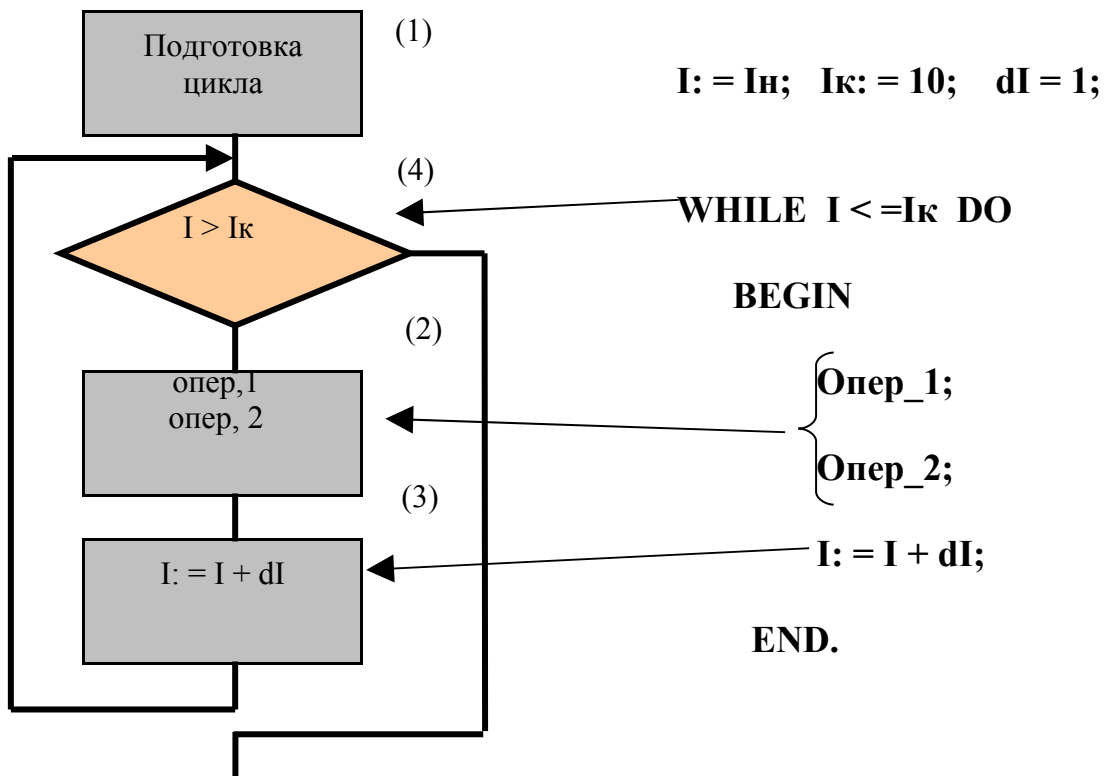 Подготовка
цикла
(1)
I: = Iн; Iк: = 10; dI = 1;
(4)
I > Iк
WHILE I < =Iк DO
BEGIN
(2)
опер,1
опер, 2
Опер_1;
Опер_2;
(3)
I: = I + dI
I: = I + dI;
END.